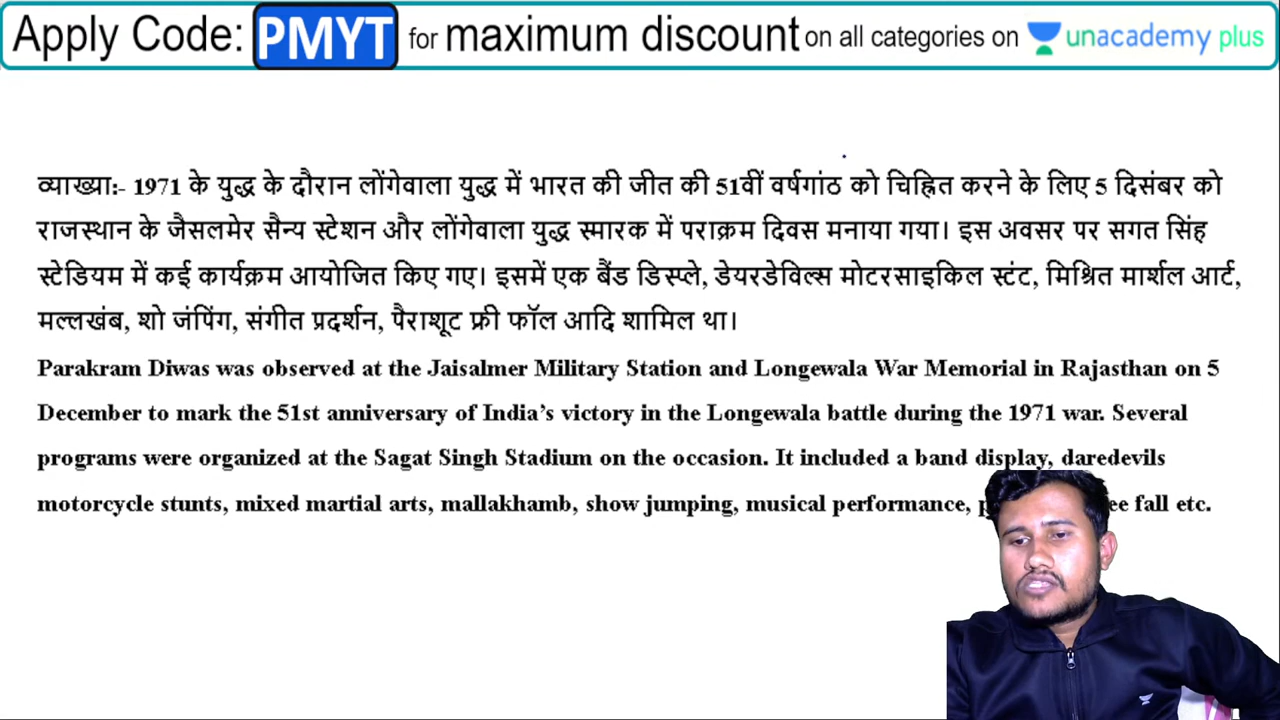 Apply Code: PMYT for maximum discount on all categories on unacademy plus
व्याख्या:- 1971 के युद्ध के दौरान लोंगेवाला युद्ध में भारत की जीत की 51वीं वर्षगांठ को चिह्नित करने के लिए 5 दिसंबर को
राजस्थान के जैसलमेर सैन्य स्टेशन और लोंगेवाला युद्ध स्मारक में पराक्रम दिवस मनाया गया। इस अवसर पर सगत सिंह
स्टेडियम में कई कार्यक्रम आयोजित किए गए। इसमें एक बैंड डिस्प्ले, डेयरडेविल्स मोटरसाइकिल स्टंट, मिश्रित मार्शल आर्ट,
मल्लखंब, शो जंपिंग, संगीत प्रदर्शन, पैराशूट फ्री फॉल आदि शामिल था।
Parakram Diwas was observed at the Jaisalmer Military Station and Longewala War Memorial in Rajasthan on 5
December to mark the 51st anniversary of India's victory in the Longewala battle during the 1971 war. Several
programs were organized at the Sagat Singh Stadium on the occasion. It included a band display, daredevils
motorcycle stunts, mixed martial arts, mallakhamb, show jumping, musical performance, fall etc.